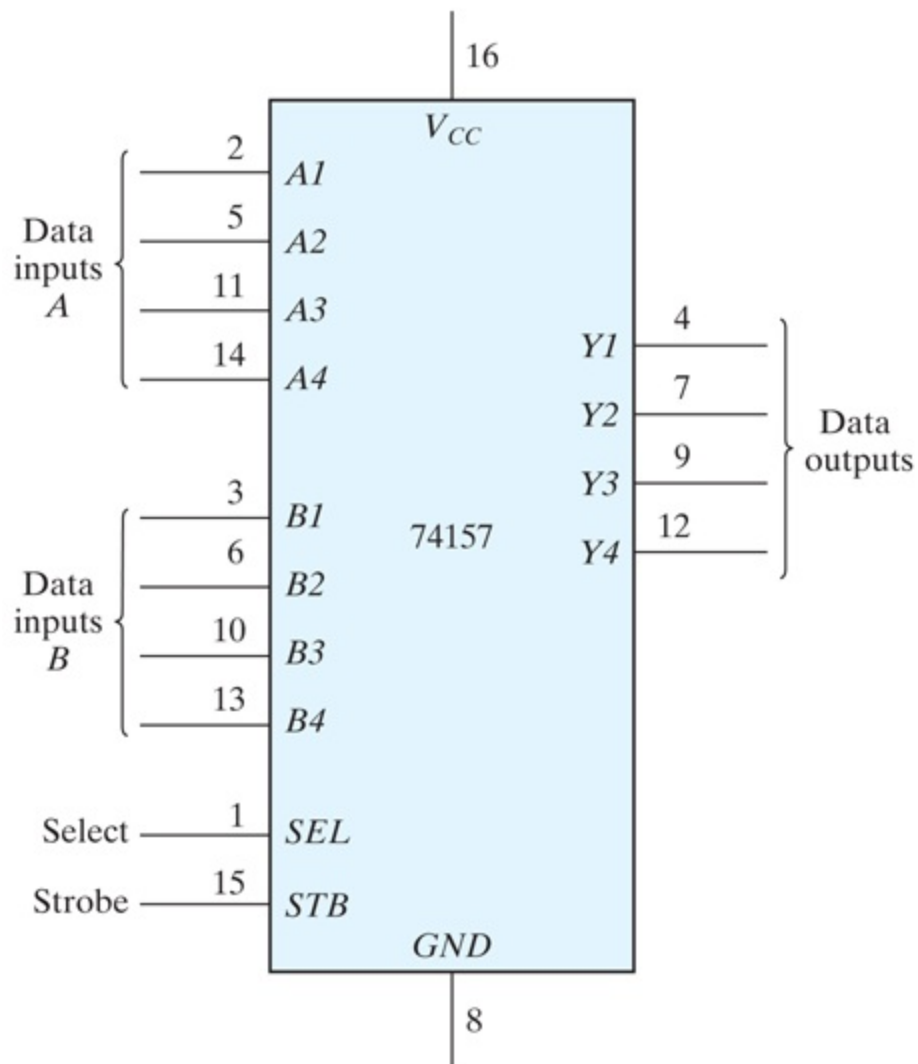 16
V_CC
2
A1
Data
inputs
A
5
A2
11
A3
14
A4
3
B1
Data
inputs
B
6
B2
10
B3
13
B4
74157
Select
1
SEL
Strobe
15
STB
GND
8
Y1
4
Y2
7
Y3
9
Y4
12
Data
outputs